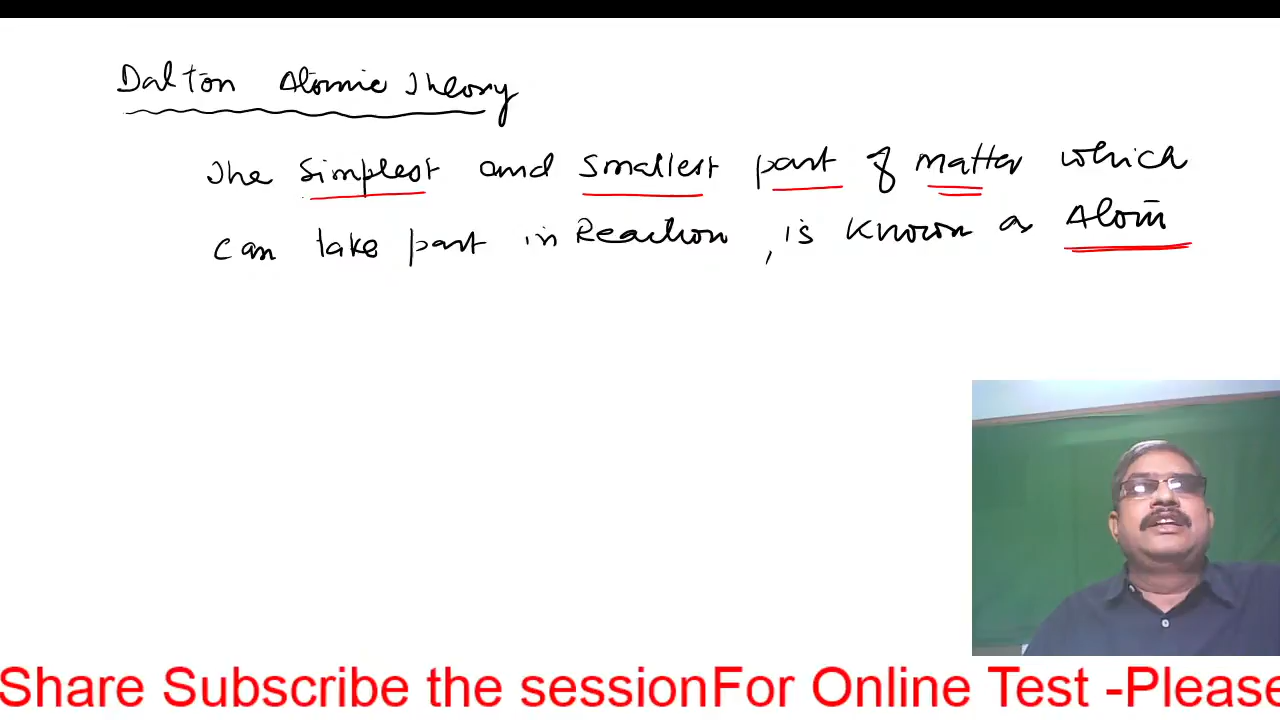 Dalton Atomic Theory
The simplest and smallest part of matter which
can take part in Reaction, is known as Atom
Share Subscribe the sessionFor Online Test -Please